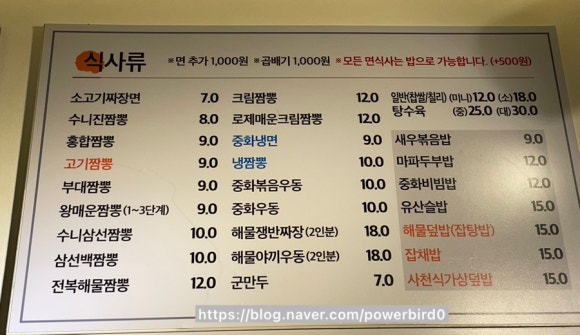 식사류 ※면 추가 1,000원 ※곱배기 1,000원 ※모든 면식사는 밥으로 가능합니다. (+500원)
소고기짜장면 7.0
수니진짬뽕 8.0
홍합짬뽕 9.0
고기짬뽕 9.0
부대짬뽕 9.0
왕매운짬뽕(1~3단계) 9.0
수니삼선짬뽕 10.0
삼선백짬뽕 10.0
전복해물짬뽕 12.0
크림짬뽕 12.0
로제매운크림짬뽕 12.0
중화냉면 9.0
냉짬뽕 10.0
중화볶음우동 10.0
중화우동 10.0
해물쟁반짜장(2인분) 18.0
해물야끼우동(2인분) 18.0
군만두 7.0
일반(찹쌀/칠리) (미니)12.0 (소)18.0
탕수육 (중)25.0 (대)30.0
새우볶음밥 9.0
마파두부밥 12.0
중화비빔밥 12.0
유산슬밥 15.0
해물덮밥(잡탕밥) 15.0
잡채밥 15.0
사천식가상덮밥 15.0
https://blog.naver.com/powerbird0